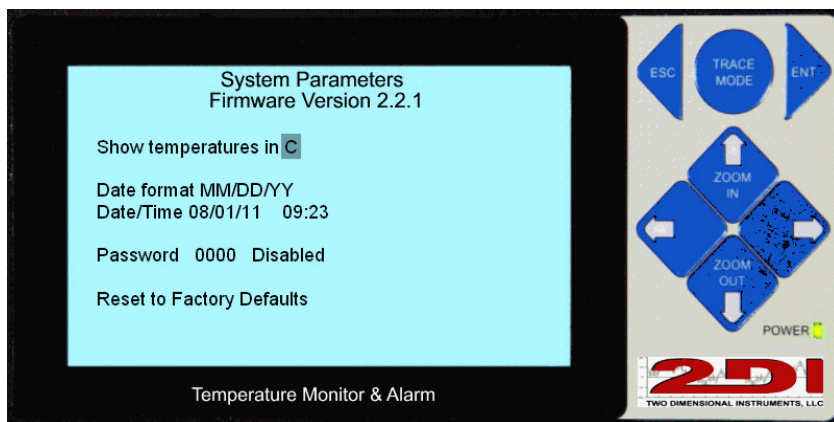 System Parameters
Firmware Version 2.2.1
Show temperatures in C
Date format MM/DD/YY
Date/Time 08/01/11 09:23
Password 0000 Disabled
Reset to Factory Defaults
Temperature Monitor & Alarm
ESC
TRACE
MODE
ENT
ZOOM
IN
ZOOM
OUT
POWER
2DI
TWO DIMENSIONAL INSTRUMENTS, LLC